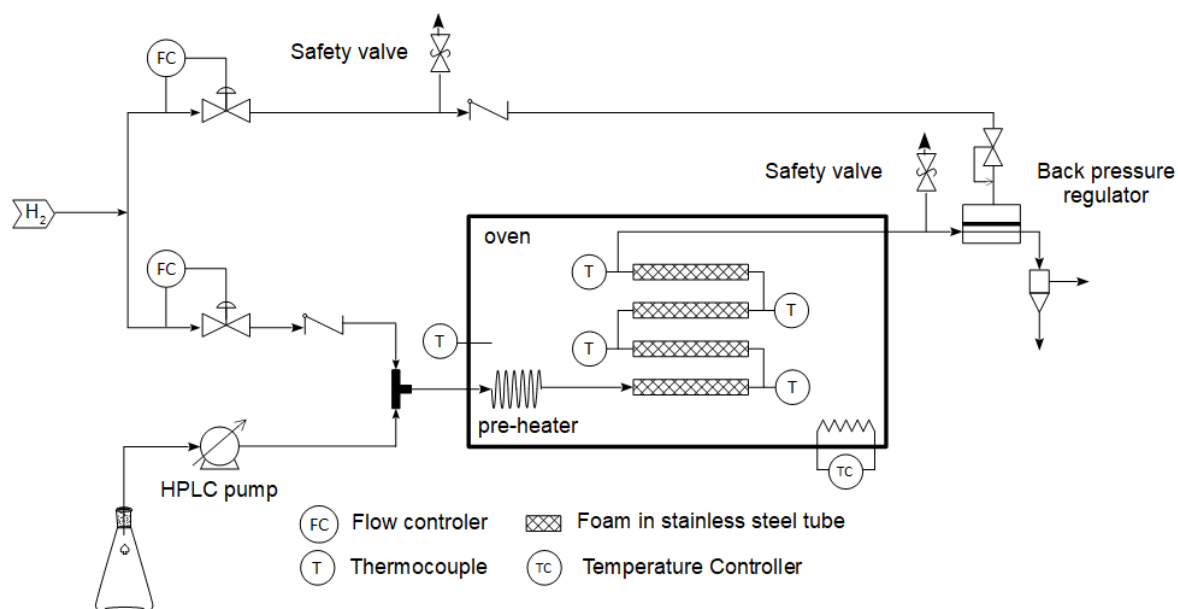 FC
Safety valve
Safety valve
Back pressure
regulator
H2
oven
FC
T
T
T
T
T
pre-heater
TC
HPLC pump
FC Flow controler
Foam in stainless steel tube
T Thermocouple
TC Temperature Controller